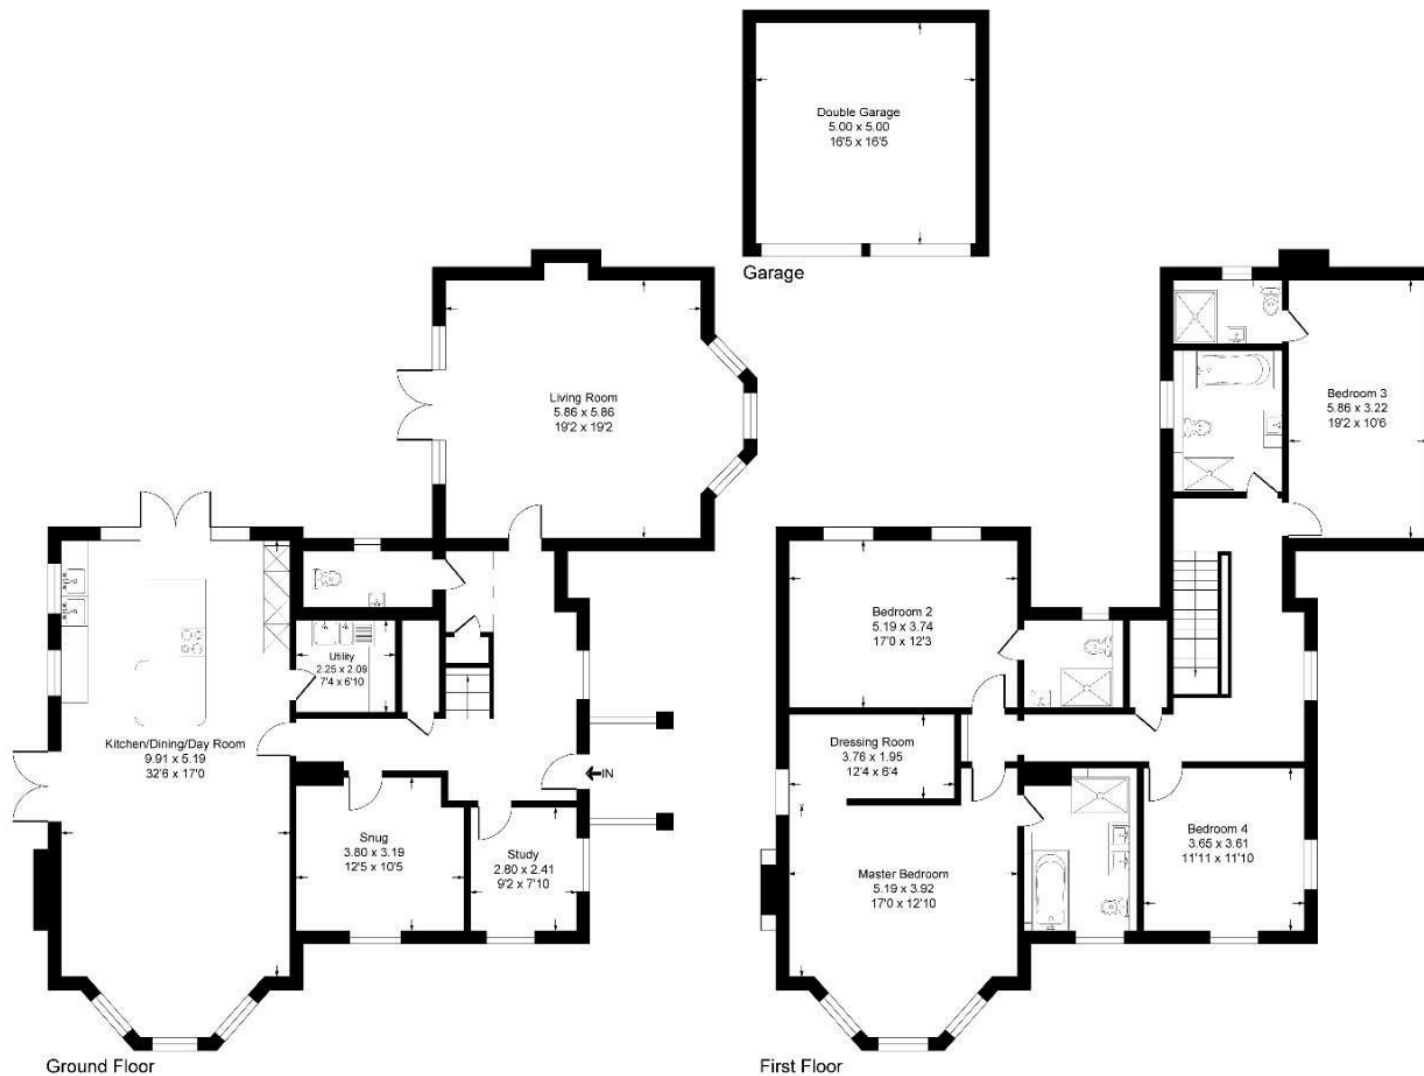 Double Garage
5.00 x 5.00
16'5 x 16'5
Garage
Living Room
5.86 x 5.86
19'2 x 19'2
Utility
2.25 x 2.09
7'4 x 6'10
Kitchen/Dining/Day Room
9.91 x 5.19
32'6 x 17'0
IN
Snug
3.80 x 3.19
12'5 x 10'5
Study
2.80 x 2.41
9'2 x 7'10
Ground Floor
Bedroom 3
5.86 x 3.22
19'2 x 10'6
Bedroom 2
5.19 x 3.74
17'0 x 12'3
Dressing Room
3.76 x 1.95
12'4 x 6'4
Master Bedroom
5.19 x 3.92
17'0 x 12'10
Bedroom 4
3.65 x 3.61
11'11 x 11'10
First Floor